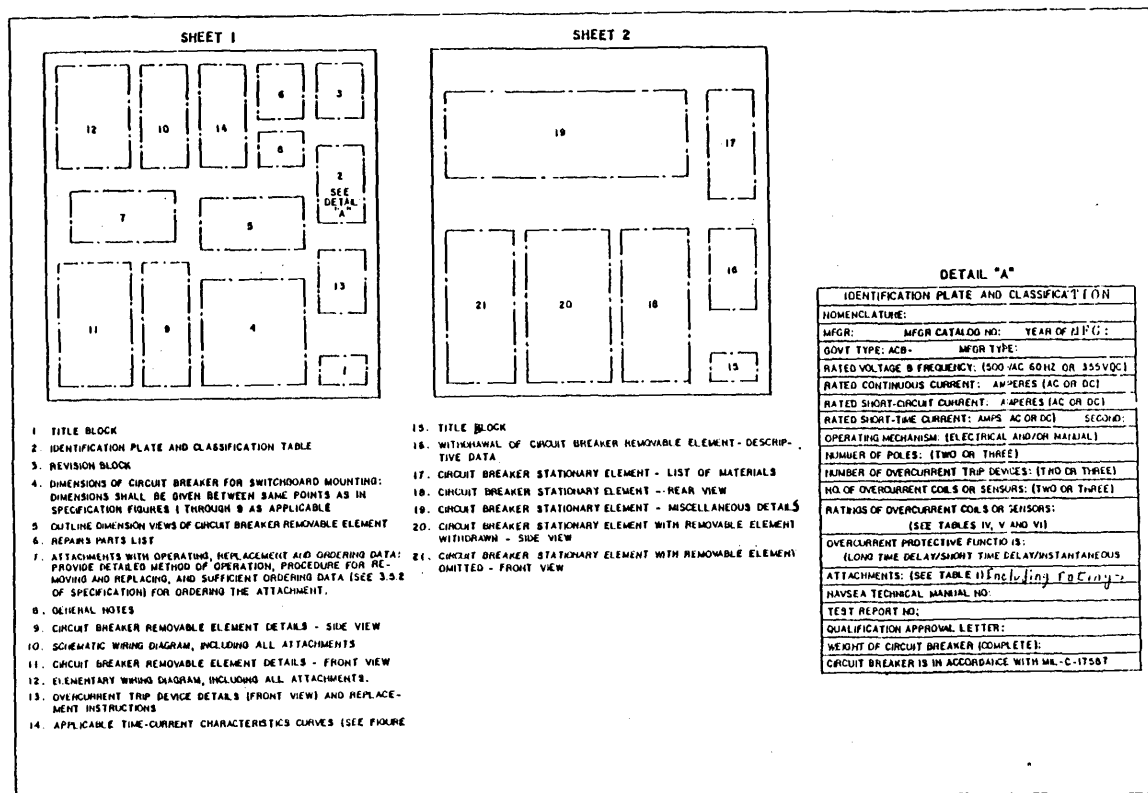 SHEET 1
12
10
14
6
3
8
2
SEE
DETAIL
"A"
7
5
13
11
9
4
1
SHEET 2
19
17
21
20
18
16
15
1 TITLE BLOCK
2 IDENTIFICATION PLATE AND CLASSIFICATION TABLE
3. REVISION BLOCK
4. DIMENSIONS OF CIRCUIT BREAKER FOR SWITCHBOARD MOUNTING:
DIMENSIONS SHALL BE GIVEN BETWEEN SAME POINTS AS IN
SPECIFICATION FIGURES 1 THROUGH 9 AS APPLICABLE
5 OUTLINE DIMENSION VIEWS OF CIRCUIT BREAKER REMOVABLE ELEMENT
6. REPAIRS PARTS LIST
7. ATTACHMENTS WITH OPERATING, REPLACEMENT AND ORDERING DATA:
PROVIDE DETAILED METHOD OF OPERATION, PROCEDURE FOR RE-
MOVING AND REPLACING, AND SUFFICIENT ORDERING DATA (SEE 3.5.2
OF SPECIFICATION) FOR ORDERING THE ATTACHMENT.
8. GENERAL NOTES
9. CIRCUIT BREAKER REMOVABLE ELEMENT DETAILS - SIDE VIEW
10. SCHEMATIC WIRING DIAGRAM, INCLUDING ALL ATTACHMENTS
11. CIRCUIT BREAKER REMOVABLE ELEMENT DETAILS - FRONT VIEW
12. ELEMENTARY WIRING DIAGRAM, INCLUDING ALL ATTACHMENTS.
13. OVERCURRENT TRIP DEVICE DETAILS (FRONT VIEW) AND REPLACE-
MENT INSTRUCTIONS
14. APPLICABLE TIME-CURRENT CHARACTERISTICS CURVES (SEE FIGURE
15. TITLE BLOCK
16. WITHDRAWAL OF CIRCUIT BREAKER REMOVABLE ELEMENT - DESCRIP-
TIVE DATA
17. CIRCUIT BREAKER STATIONARY ELEMENT - LIST OF MATERIALS
18. CIRCUIT BREAKER STATIONARY ELEMENT -- REAR VIEW
19. CIRCUIT BREAKER STATIONARY ELEMENT - MISCELLANEOUS DETAILS
20. CIRCUIT BREAKER STATIONARY ELEMENT WITH REMOVABLE ELEMENT
WITHDRAWN - SIDE VIEW
21. CIRCUIT BREAKER STATIONARY ELEMENT WITH REMOVABLE ELEMENT
OMITTED - FRONT VIEW
DETAIL "A"
IDENTIFICATION PLATE AND CLASSIFICATION
NOMENCLATURE:
MFGR: MFGR CATALOG NO: YEAR OF MFG:
GOVT TYPE: ACB- MFGR TYPE:
RATED VOLTAGE & FREQUENCY: (500 VAC 60 HZ OR 355 VDC)
RATED CONTINUOUS CURRENT: AMPERES (AC OR DC)
RATED SHORT-CIRCUIT CURRENT: AMPERES (AC OR DC)
RATED SHORT-TIME CURRENT: AMPS AC OR DC) SECOND:
OPERATING MECHANISM: (ELECTRICAL AND/OR MANUAL)
NUMBER OF POLES: (TWO OR THREE)
NUMBER OF OVERCURRENT TRIP DEVICES: (TWO OR THREE)
NO. OF OVERCURRENT COILS OR SENSORS: (TWO OR THREE)
RATINGS OF OVERCURRENT COILS OR SENSORS:
(SEE TABLES IV, V AND VI)
OVERCURRENT PROTECTIVE FUNCTIONS:
(LONG TIME DELAY/SHORT TIME DELAY/INSTANTANEOUS
ATTACHMENTS: (SEE TABLE I) Including ratings
NAVSEA TECHNICAL MANUAL NO:
TEST REPORT NO:
QUALIFICATION APPROVAL LETTER:
WEIGHT OF CIRCUIT BREAKER (COMPLETE):
CIRCUIT BREAKER IS IN ACCORDANCE WITH MIL-C-17587